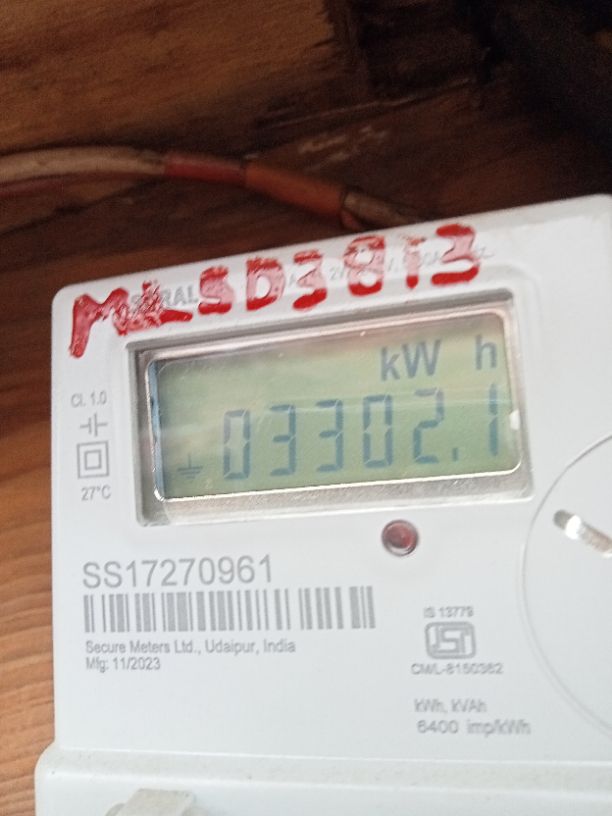 kW h
03302.1
Cl. 1.0
27°C
SS17270961
Secure Meters Ltd., Udaipur, India
Mfg: 11/2023
IS 13779
CM/L-8150362
kWh, kVAh
6400 imp/kWh